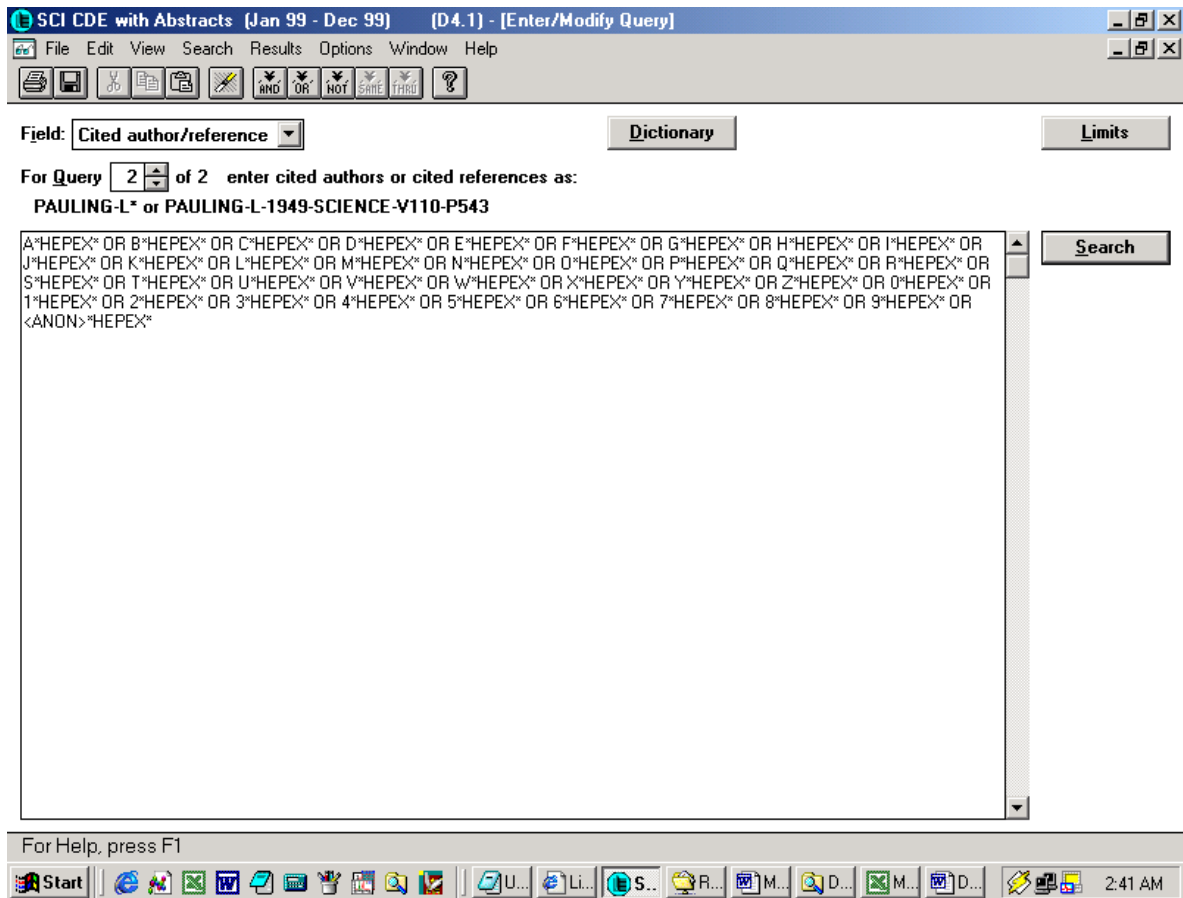 SCI CDE with Abstracts (Jan 99 - Dec 99) (D4.1) - [Enter/Modify Query]
File Edit View Search Results Options Window Help
AND OR NOT SAME THRU ?
Field: Cited author/reference Dictionary Limits
For Query 2 of 2 enter cited authors or cited references as:
PAULING-L* or PAULING-L-1949-SCIENCE-V110-P543
A*HEPEX* OR B*HEPEX* OR C*HEPEX* OR D*HEPEX* OR E*HEPEX* OR F*HEPEX* OR G*HEPEX* OR H*HEPEX* OR I*HEPEX* OR
J*HEPEX* OR K*HEPEX* OR L*HEPEX* OR M*HEPEX* OR N*HEPEX* OR O*HEPEX* OR P*HEPEX* OR Q*HEPEX* OR R*HEPEX* OR
S*HEPEX* OR T*HEPEX* OR U*HEPEX* OR V*HEPEX* OR W*HEPEX* OR X*HEPEX* OR Y*HEPEX* OR Z*HEPEX* OR 0*HEPEX* OR
1*HEPEX* OR 2*HEPEX* OR 3*HEPEX* OR 4*HEPEX* OR 5*HEPEX* OR 6*HEPEX* OR 7*HEPEX* OR 8*HEPEX* OR 9*HEPEX* OR
<ANON>*HEPEX*
Search
For Help, press F1
Start U... Li... S.. R... M... D... M... D... 2:41 AM